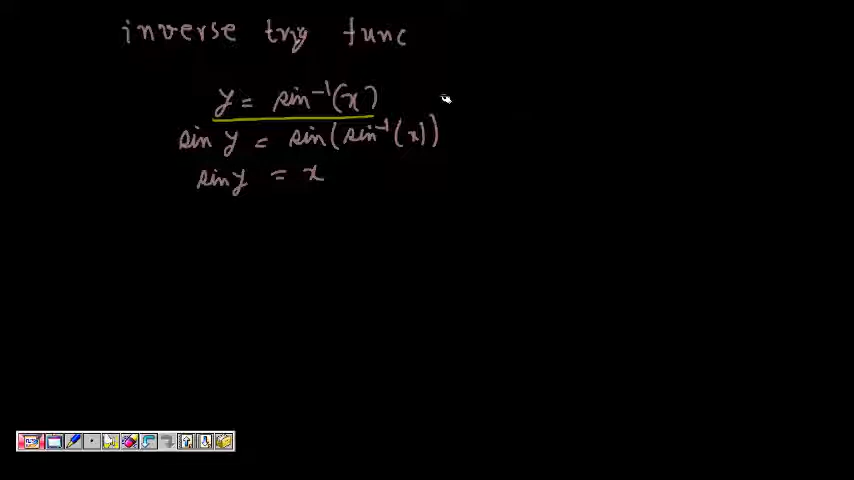 inverse trig func
y = sin⁻¹(x)
sin y = sin(sin⁻¹(x))
sin y = x